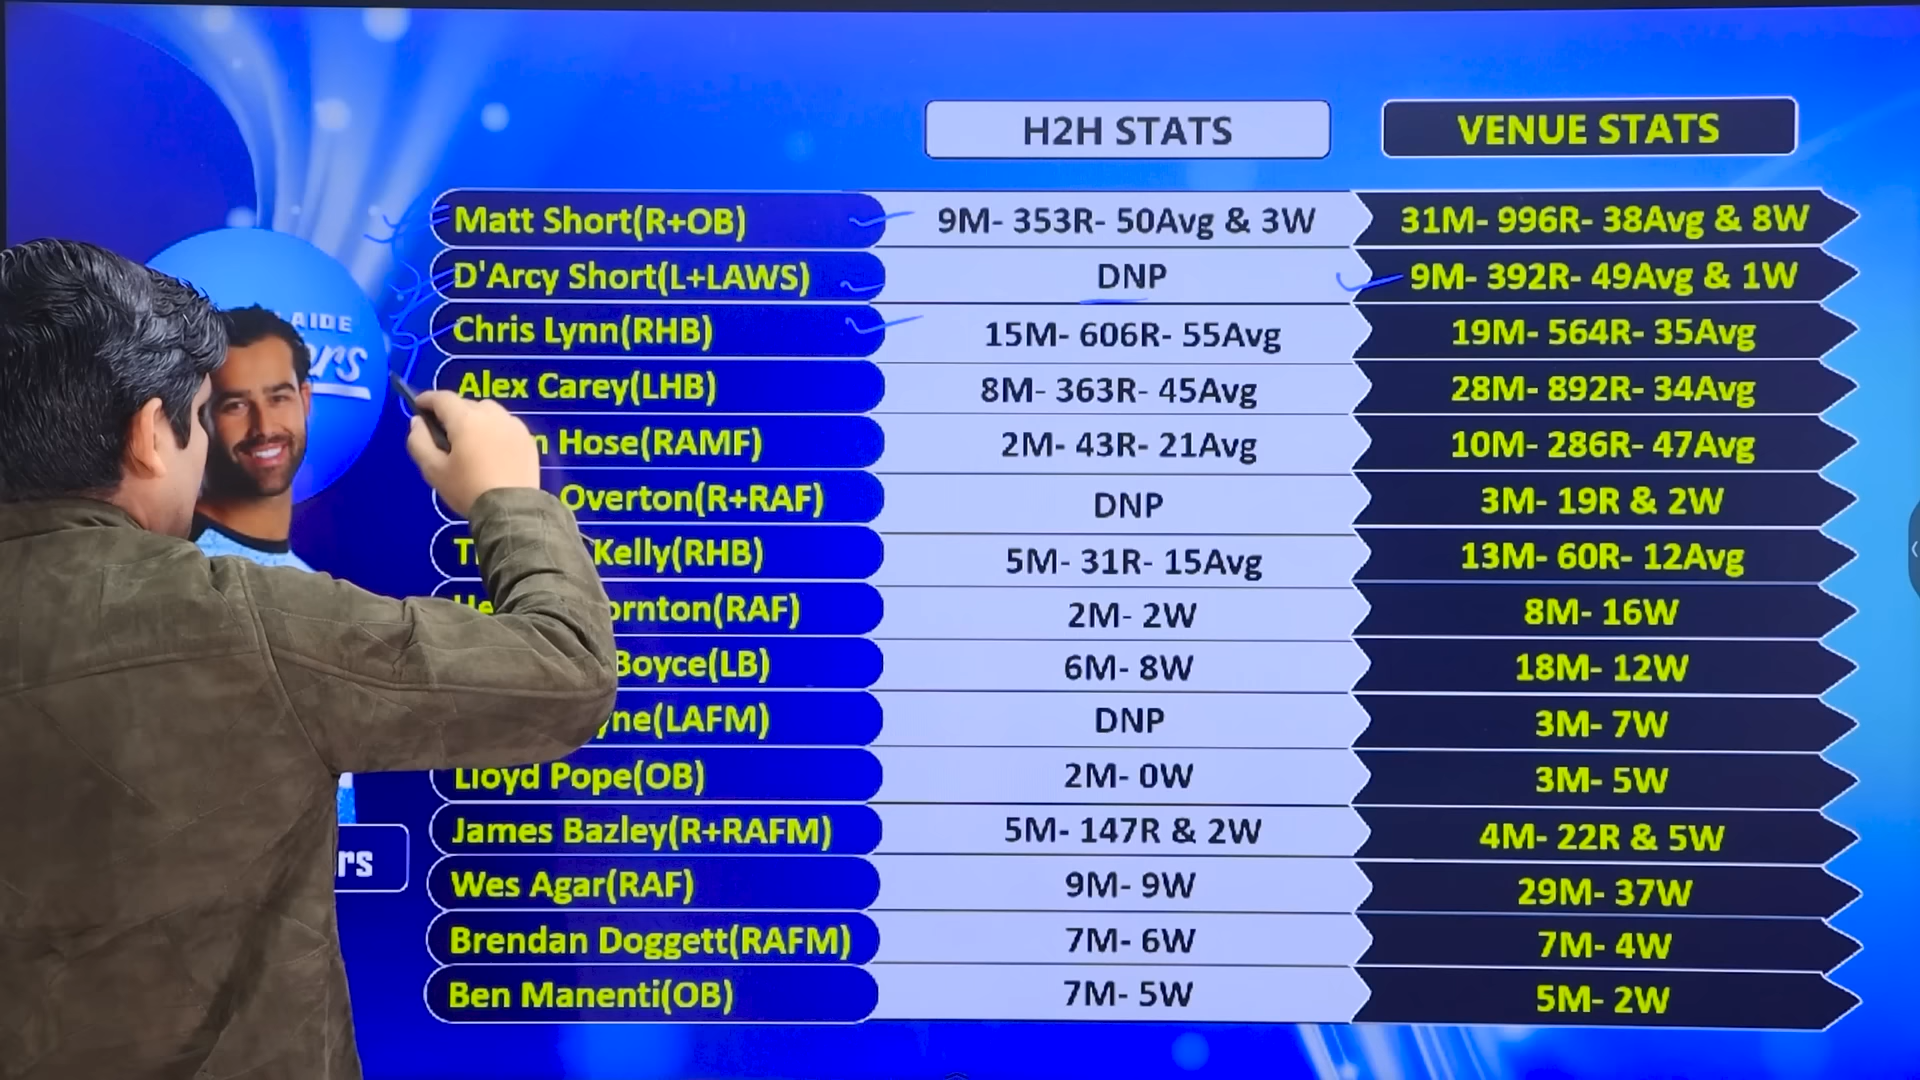 H2H STATS
VENUE STATS
Matt Short(R+OB) 9M- 353R- 50Avg & 3W 31M- 996R- 38Avg & 8W
D'Arcy Short(L+LAWS) DNP 9M- 392R- 49Avg & 1W
Chris Lynn(RHB) 15M- 606R- 55Avg 19M- 564R- 35Avg
Alex Carey(LHB) 8M- 363R- 45Avg 28M- 892R- 34Avg
Hose(RAMF) 2M- 43R- 21Avg 10M- 286R- 47Avg
Overton(R+RAF) DNP 3M- 19R & 2W
Kelly(RHB) 5M- 31R- 15Avg 13M- 60R- 12Avg
ornton(RAF) 2M- 2W 8M- 16W
Boyce(LB) 6M- 8W 18M- 12W
yne(LAFM) DNP 3M- 7W
Lloyd Pope(OB) 2M- 0W 3M- 5W
James Bazley(R+RAFM) 5M- 147R & 2W 4M- 22R & 5W
Wes Agar(RAF) 9M- 9W 29M- 37W
Brendan Doggett(RAFM) 7M- 6W 7M- 4W
Ben Manenti(OB) 7M- 5W 5M- 2W
AIDE
ers
rs